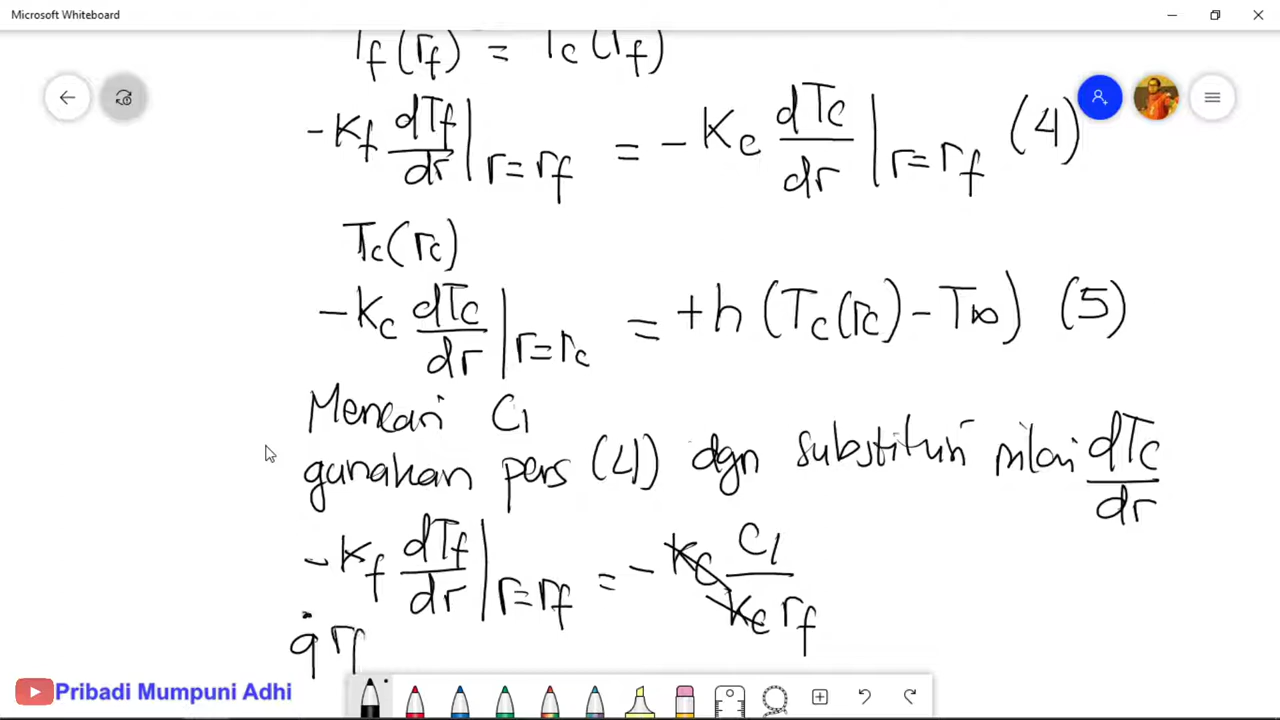 Microsoft Whiteboard
Tf(rf) = Tc(rf)
-Kf dTf/dr |r=rf = -Kc dTc/dr |r=rf (4)
Tc(rc)
-Kc dTc/dr |r=rc = +h (Tc(rc) - T∞) (5)
Mencari C1
gunakan pers (4) dgn substitusi nilai dTc/dr
-Kf dTf/dr |r=rf = -Kc C1/Kc rf
q̇ rf
Pribadi Mumpuni Adhi